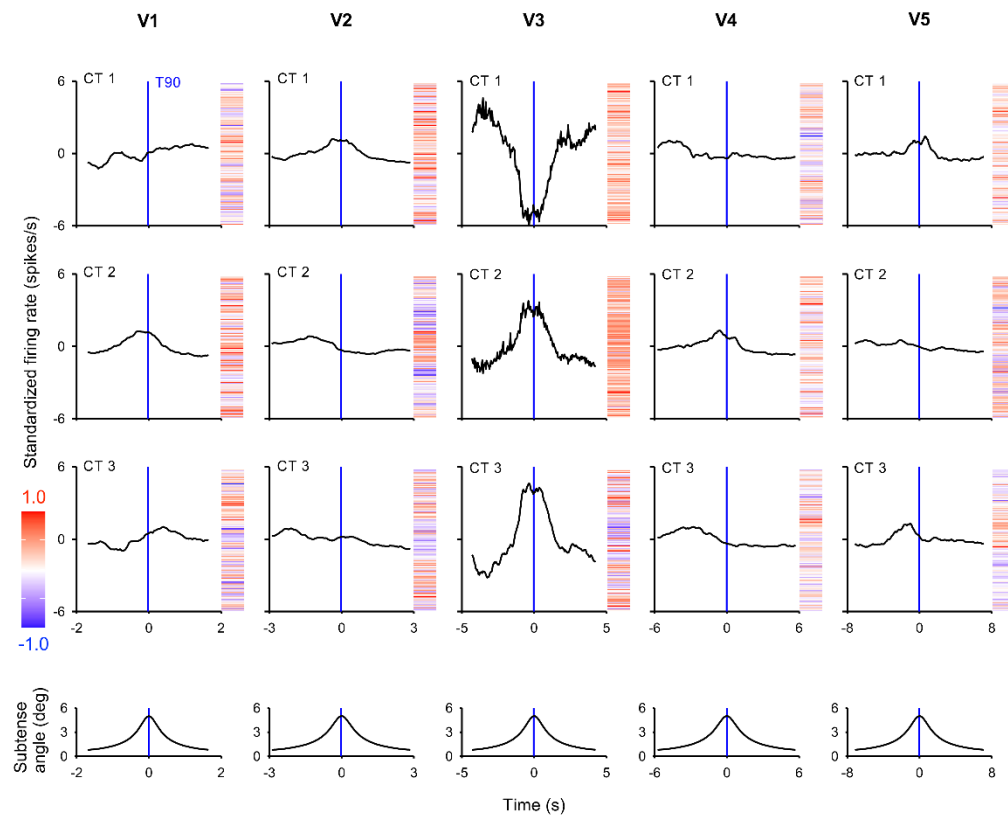 V1 V2 V3 V4 V5
Standardized firing rate (spikes/s)
6 CT 1 T90 CT 1 CT 1 CT 1 CT 1
0
-6
6 CT 2 CT 2 CT 2 CT 2 CT 2
0
-6
6 CT 3 CT 3 CT 3 CT 3 CT 3
0
-6
1.0
-1.0
-2 0 2 -3 0 3 -5 0 5 -6 0 6 -8 0 8
Subtense
angle (deg)
6 6 6 6 6
3 3 3 3 3
0 0 0 0 0
-2 0 2 -3 0 3 -5 0 5 -6 0 6 -8 0 8
Time (s)